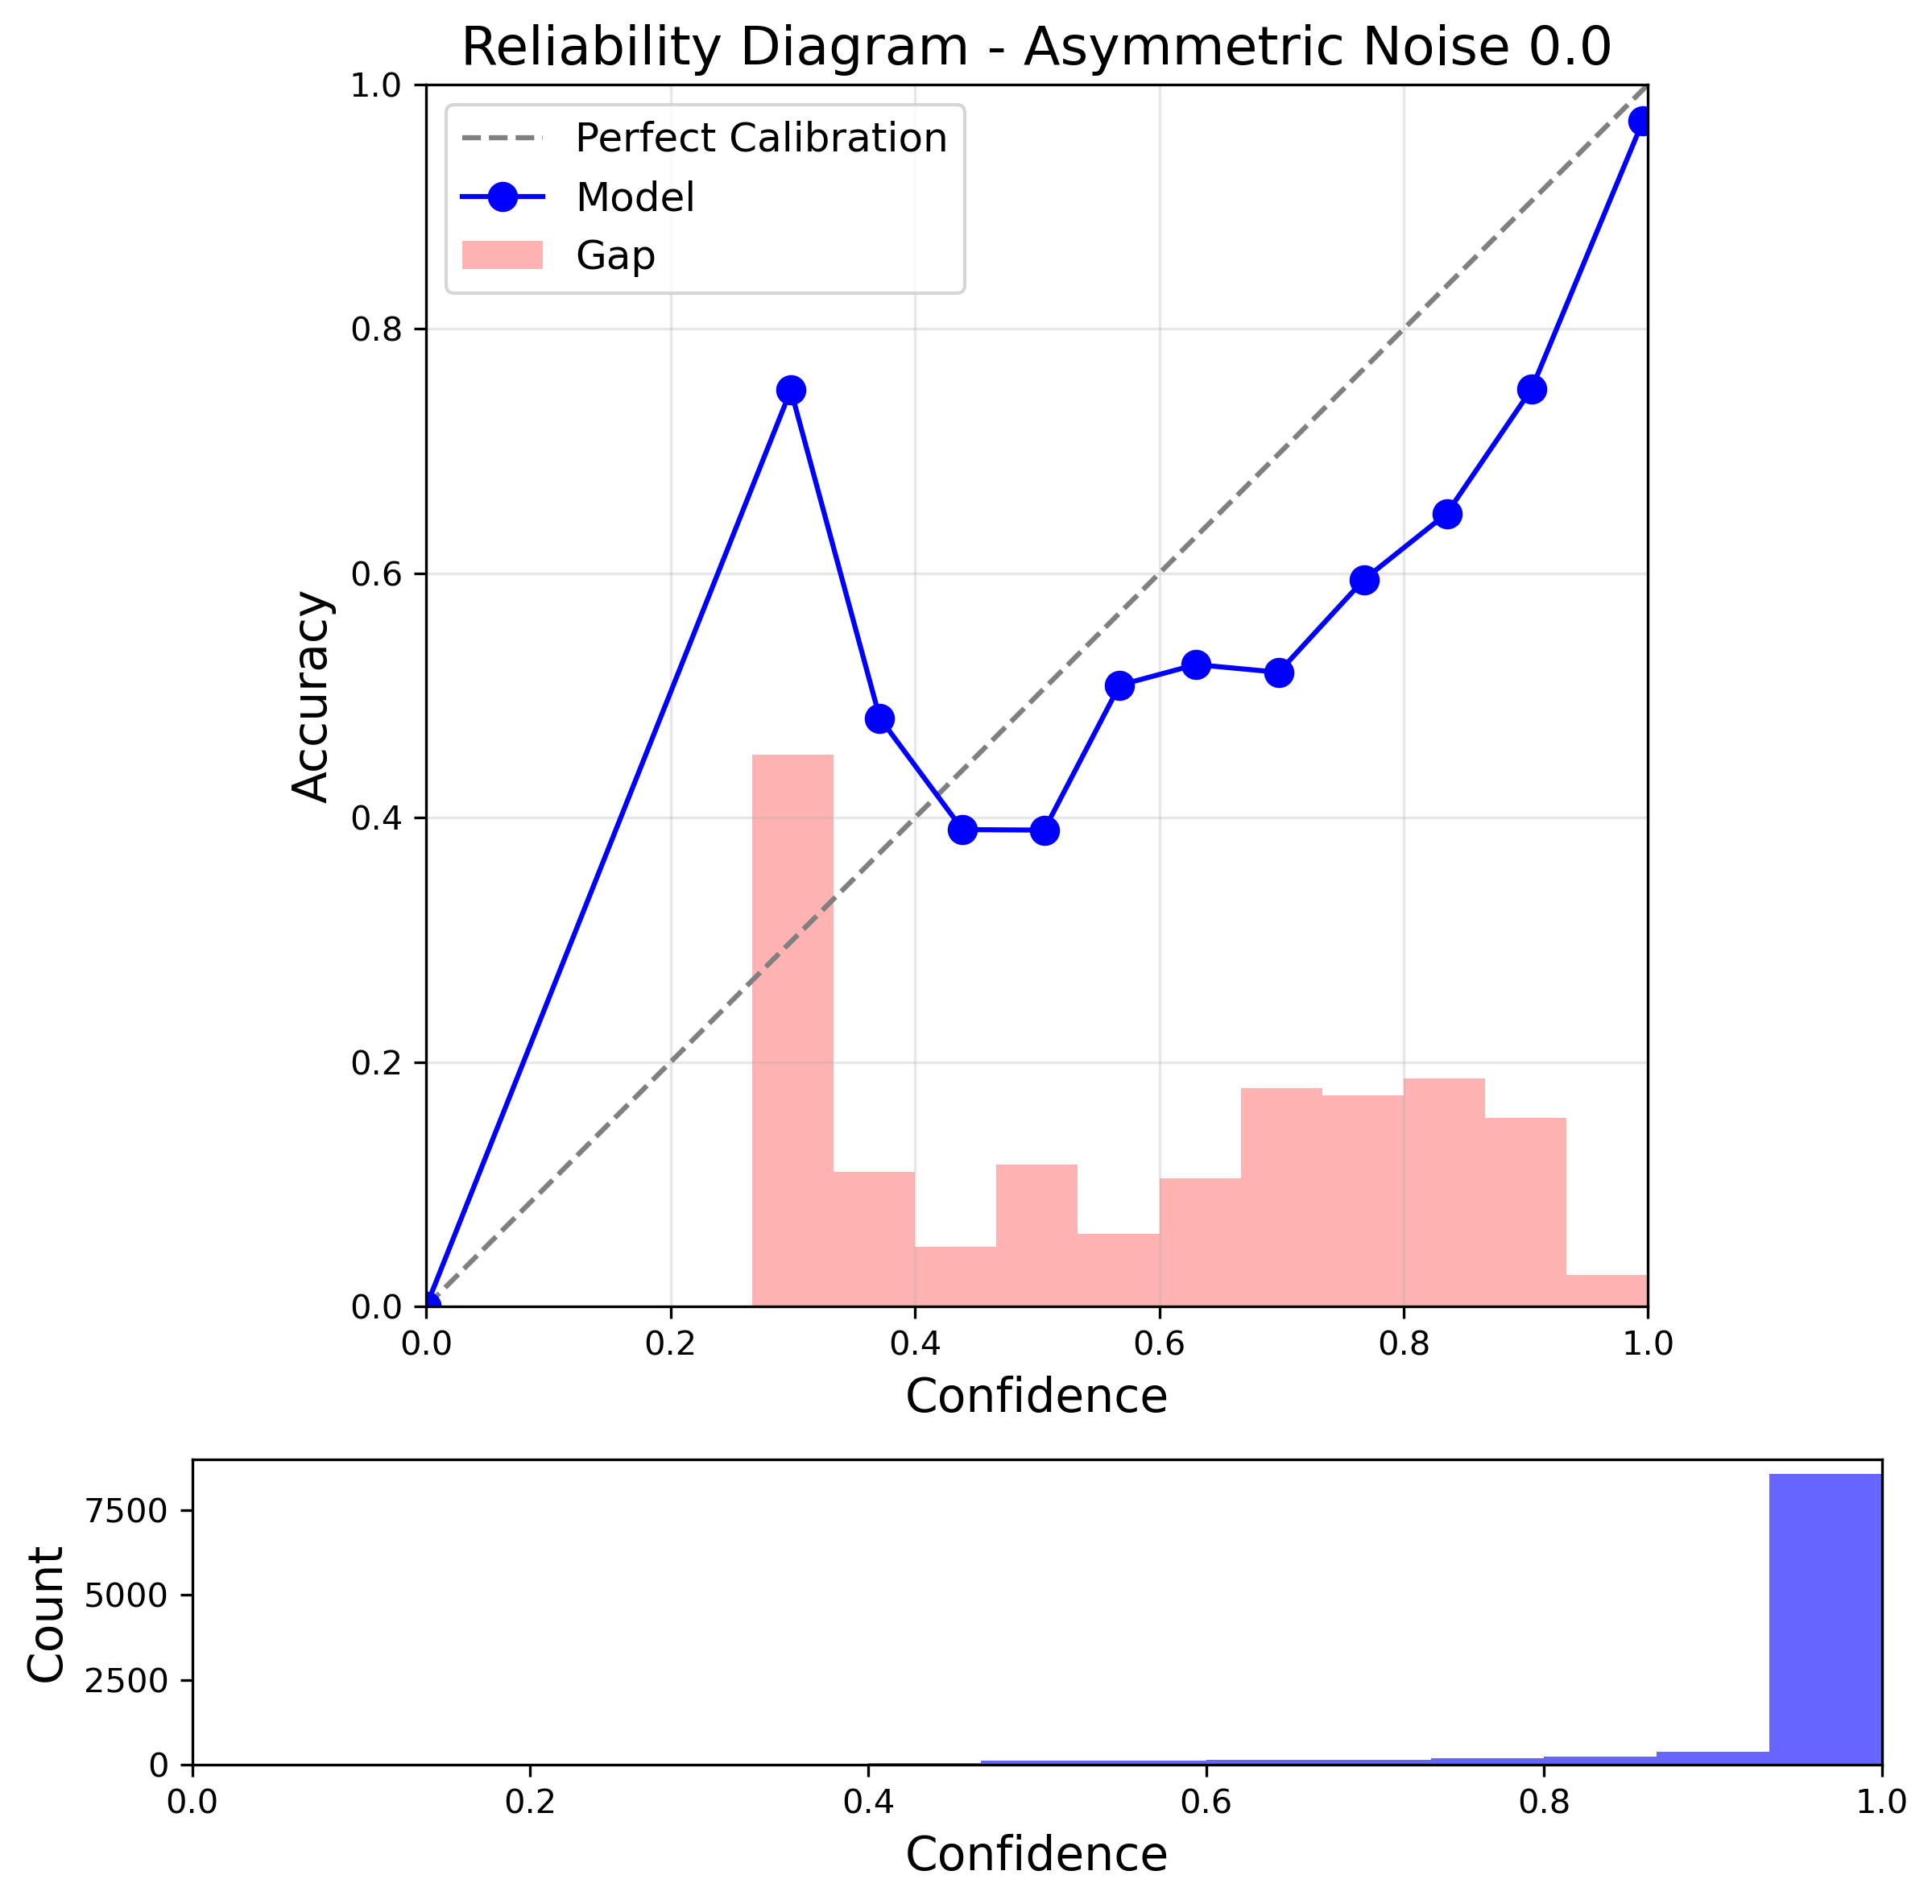 Reliability Diagram - Asymmetric Noise 0.0
Perfect Calibration
Model
Gap
1.0
0.8
0.6
0.4
0.2
0.0
Accuracy
0.0 0.2 0.4 0.6 0.8 1.0
Confidence
7500
5000
2500
0
Count
0.0 0.2 0.4 0.6 0.8 1.0
Confidence